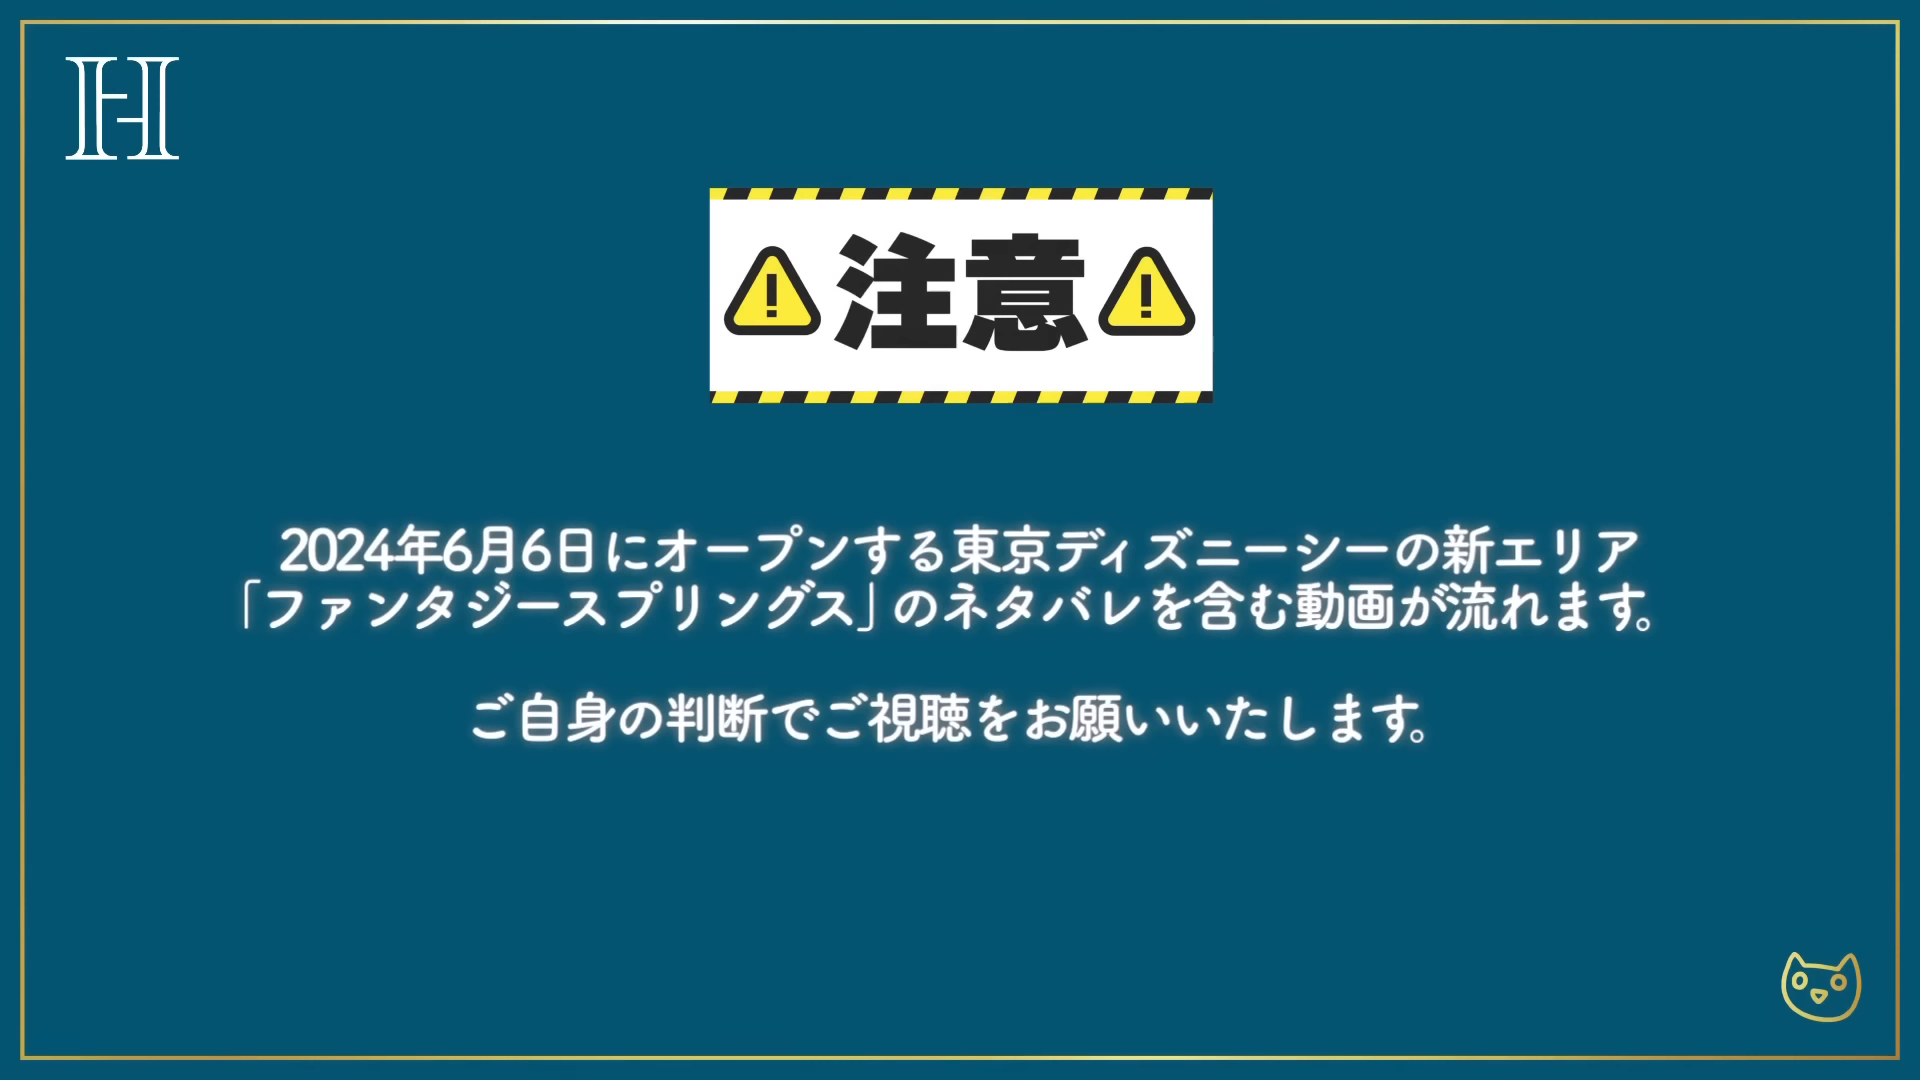 H
注意
2024年6月6日にオープンする東京ディズニーシーの新エリア
「ファンタジースプリングス」のネタバレを含む動画が流れます。
ご自身の判断でご視聴をお願いいたします。